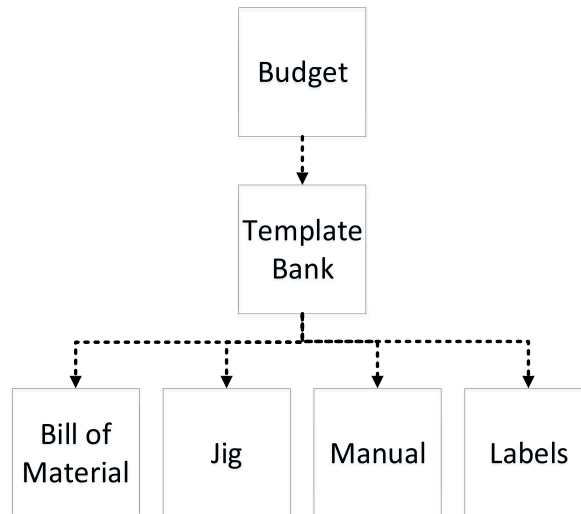 Budget
Template
Bank
Bill of
Material
Jig
Manual
Labels